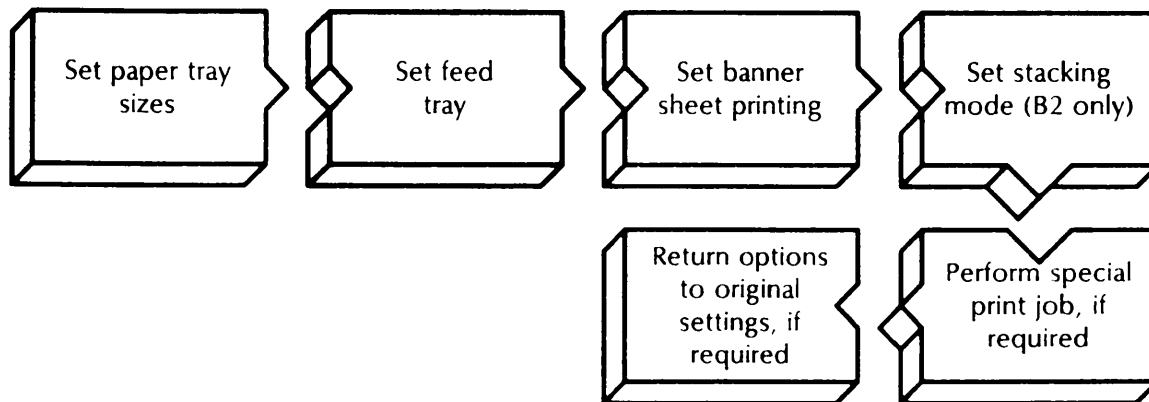 Set paper tray
sizes
Set feed
tray
Set banner
sheet printing
Set stacking
mode (B2 only)
Perform special
print job, if
required
Return options
to original
settings, if
required